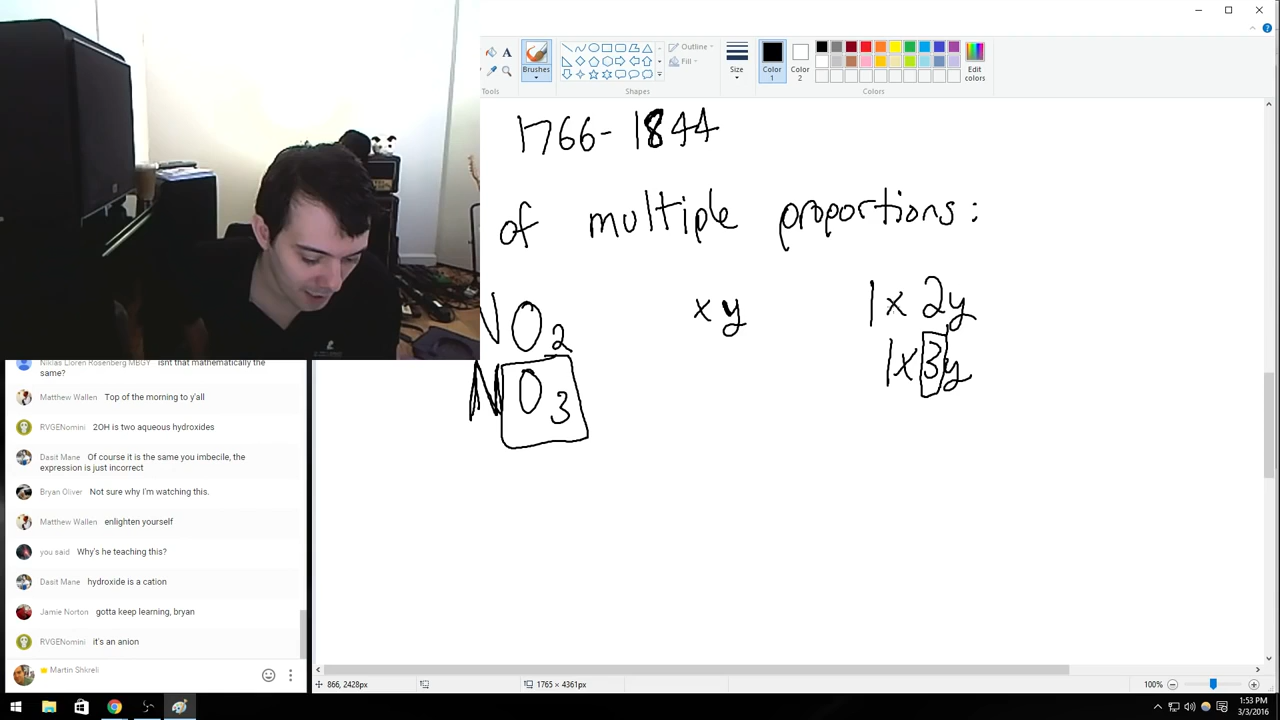 Tools
A
Brushes
Outline
Fill
Shapes
Size
Color 1
Color 2
Edit colors
Colors
1766- 1844
of multiple proportions:
NO2
xy
1x 2y
NO3
1x3y
Niklas Lloren Rosenberg MBGY isnt that mathematically the same?
Matthew Wallen Top of the morning to y'all
RVGENomini 2OH is two aqueous hydroxides
Dasit Mane Of course it is the same you imbecile, the
expression is just incorrect
Bryan Oliver Not sure why I'm watching this.
Matthew Wallen enlighten yourself
you said Why's he teaching this?
Dasit Mane hydroxide is a cation
Jamie Norton gotta keep learning, bryan
RVGENomini it's an anion
Martin Shkreli
866, 2428px
1765 × 4361px
100%
1:53 PM
3/3/2016